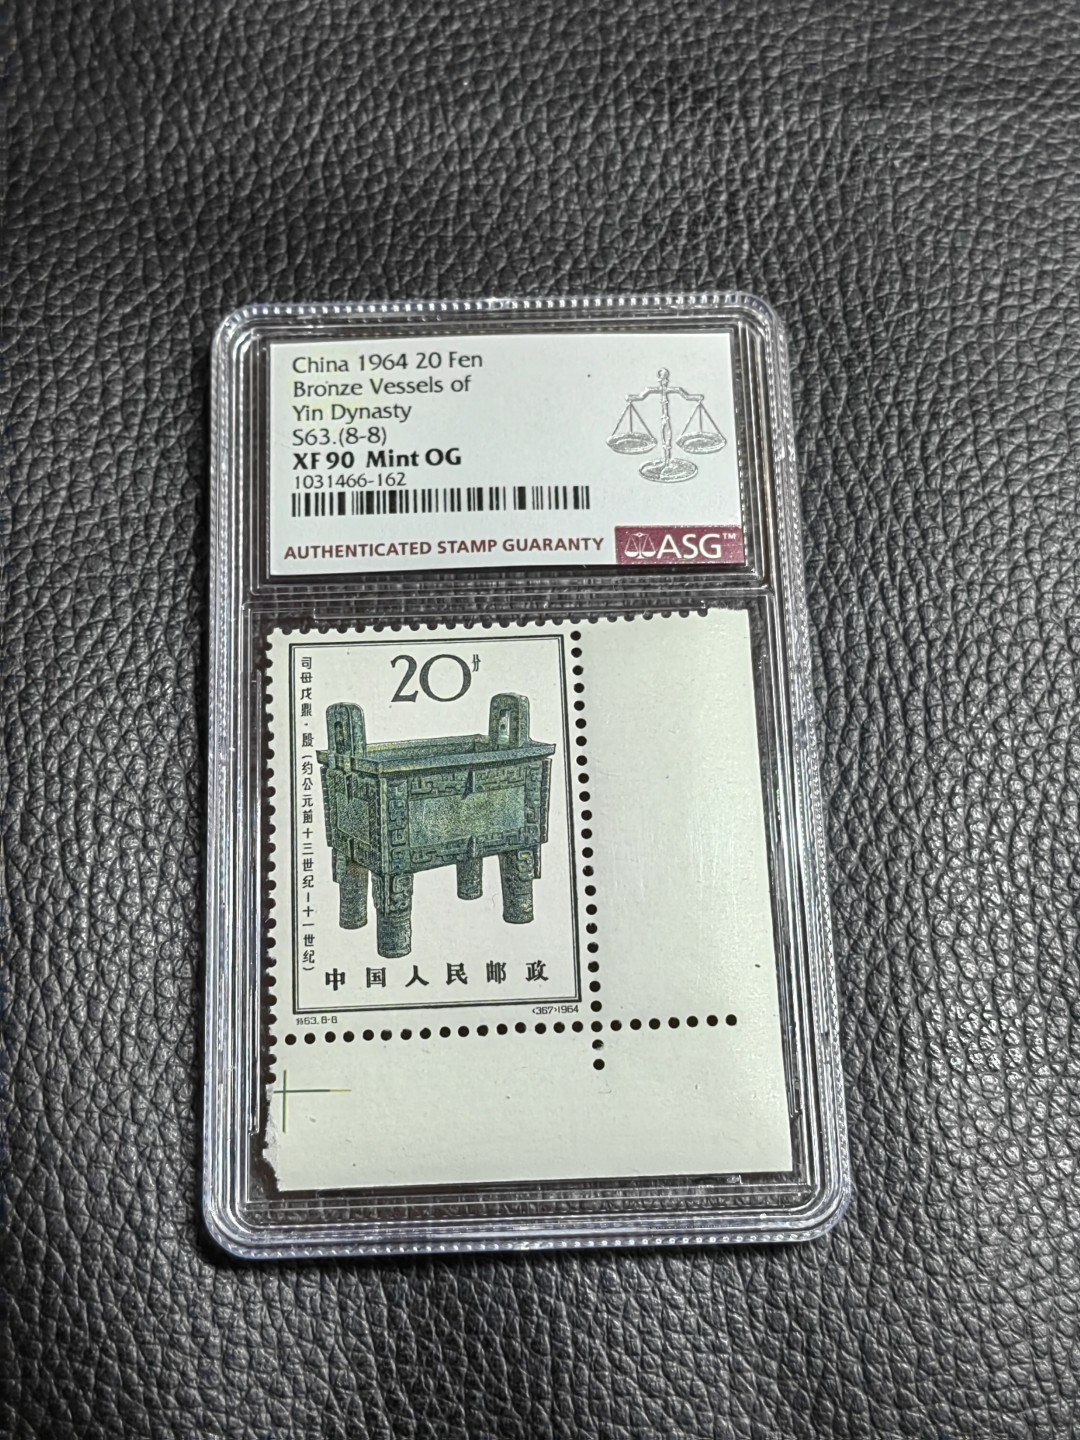 China 1964 20 Fen
Bronze Vessels of
Yin Dynasty
S63.(8-8)
XF 90 Mint OG
1031466-162
AUTHENTICATED STAMP GUARANTY
ASG™
20分
司母戊鼎·殷(约公元前十三世纪—十一世纪)
中国人民邮政
特63.8-8
(367)1964